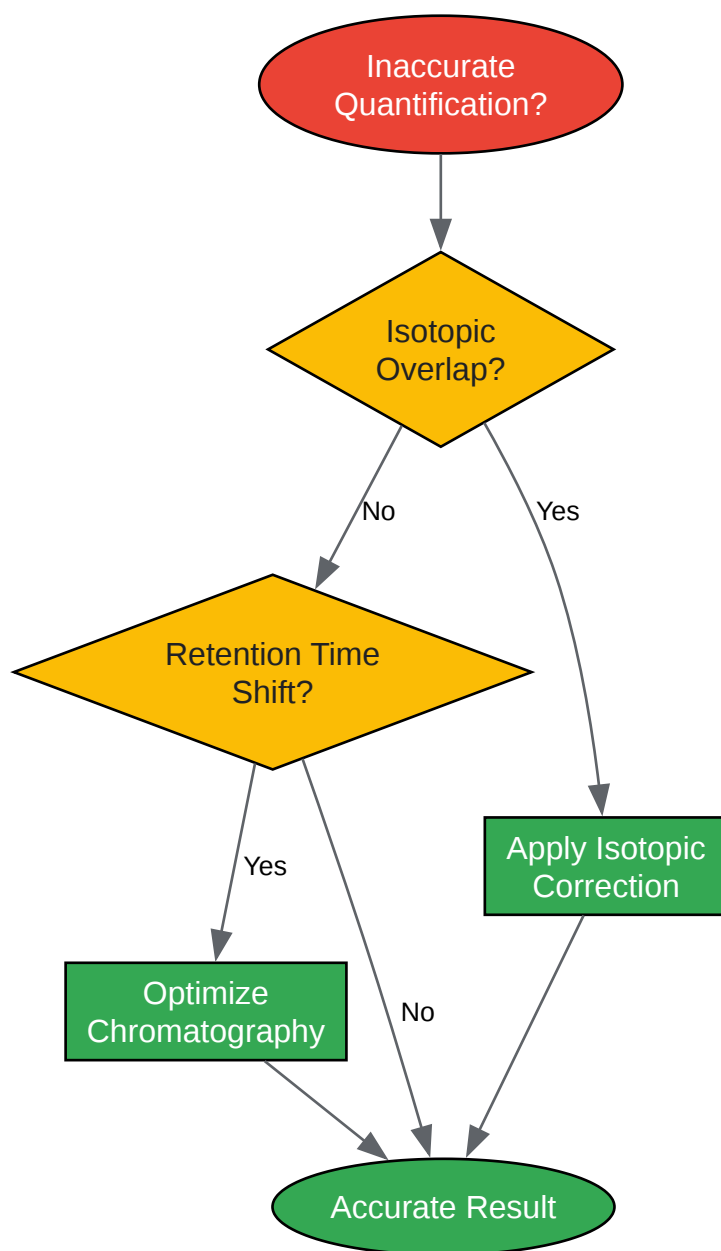 Inaccurate
Quantification?
Isotopic
Overlap?
No
Yes
Retention Time
Shift?
Apply Isotopic
Correction
Yes
Optimize
Chromatography
No
Accurate Result